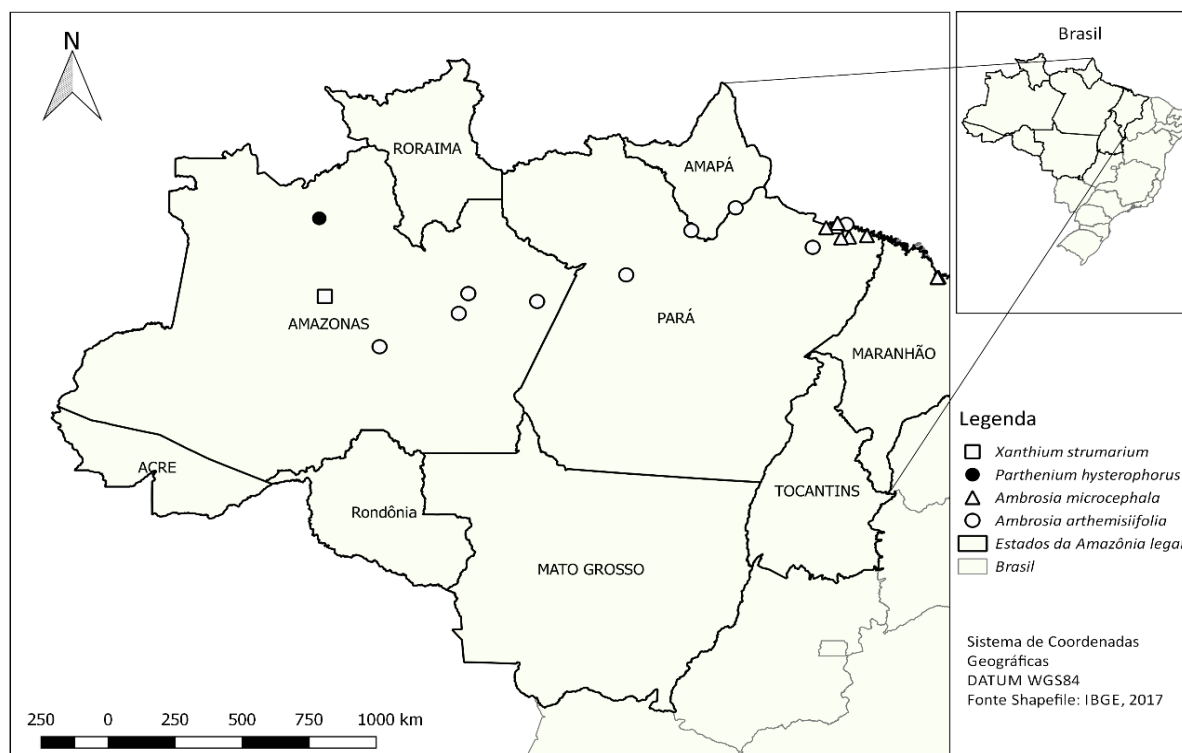 N
Brasil
RORAIMA
AMAPÁ
AMAZONAS
PARÁ
MARANHÃO
ACRE
Rondônia
TOCANTINS
MATO GROSSO
250 0 250 500 750 1000 km
Legenda
Xanthium strumarium
Parthenium hysterophorus
Ambrosia microcephala
Ambrosia arthemisiifolia
Estados da Amazônia legal
Brasil
Sistema de Coordenadas
Geográficas
DATUM WGS84
Fonte Shapefile: IBGE, 2017